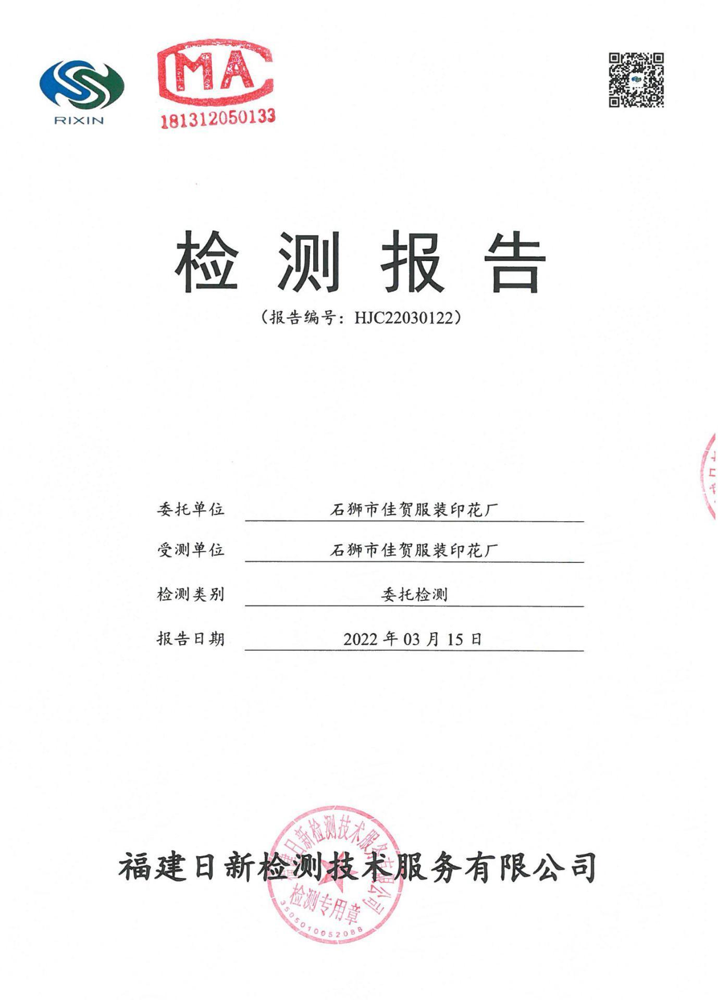 RIXIN
CMA
181312050133
检测报告
（报告编号：HJC22030122）
委托单位 石狮市佳贺服装印花厂
受测单位 石狮市佳贺服装印花厂
检测类别 委托检测
报告日期 2022 年 03 月 15 日
福建日新检测技术服务有限公司
福建日新检测技术服务有限公司
检测专用章
3505010052088